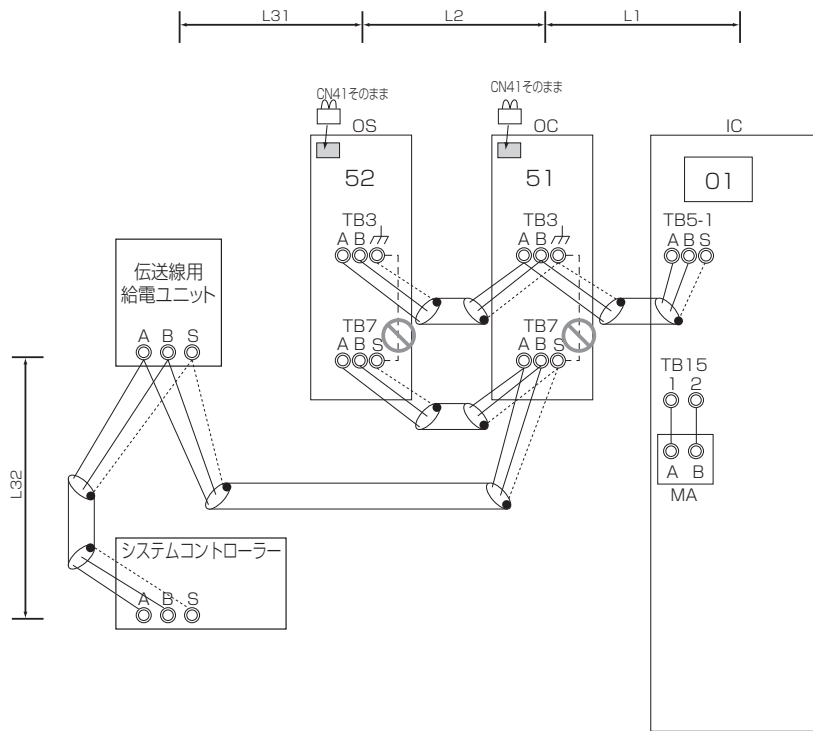 L31
L2
L1
CN41そのまま
CN41そのまま
OS
OC
IC
52
51
01
TB3
TB3
TB5-1
A B
A B
A B S
伝送線用
給電ユニット
A B S
TB7
TB7
A B S
A B S
TB15
1 2
A B
MA
L32
システムコントローラー
A B S